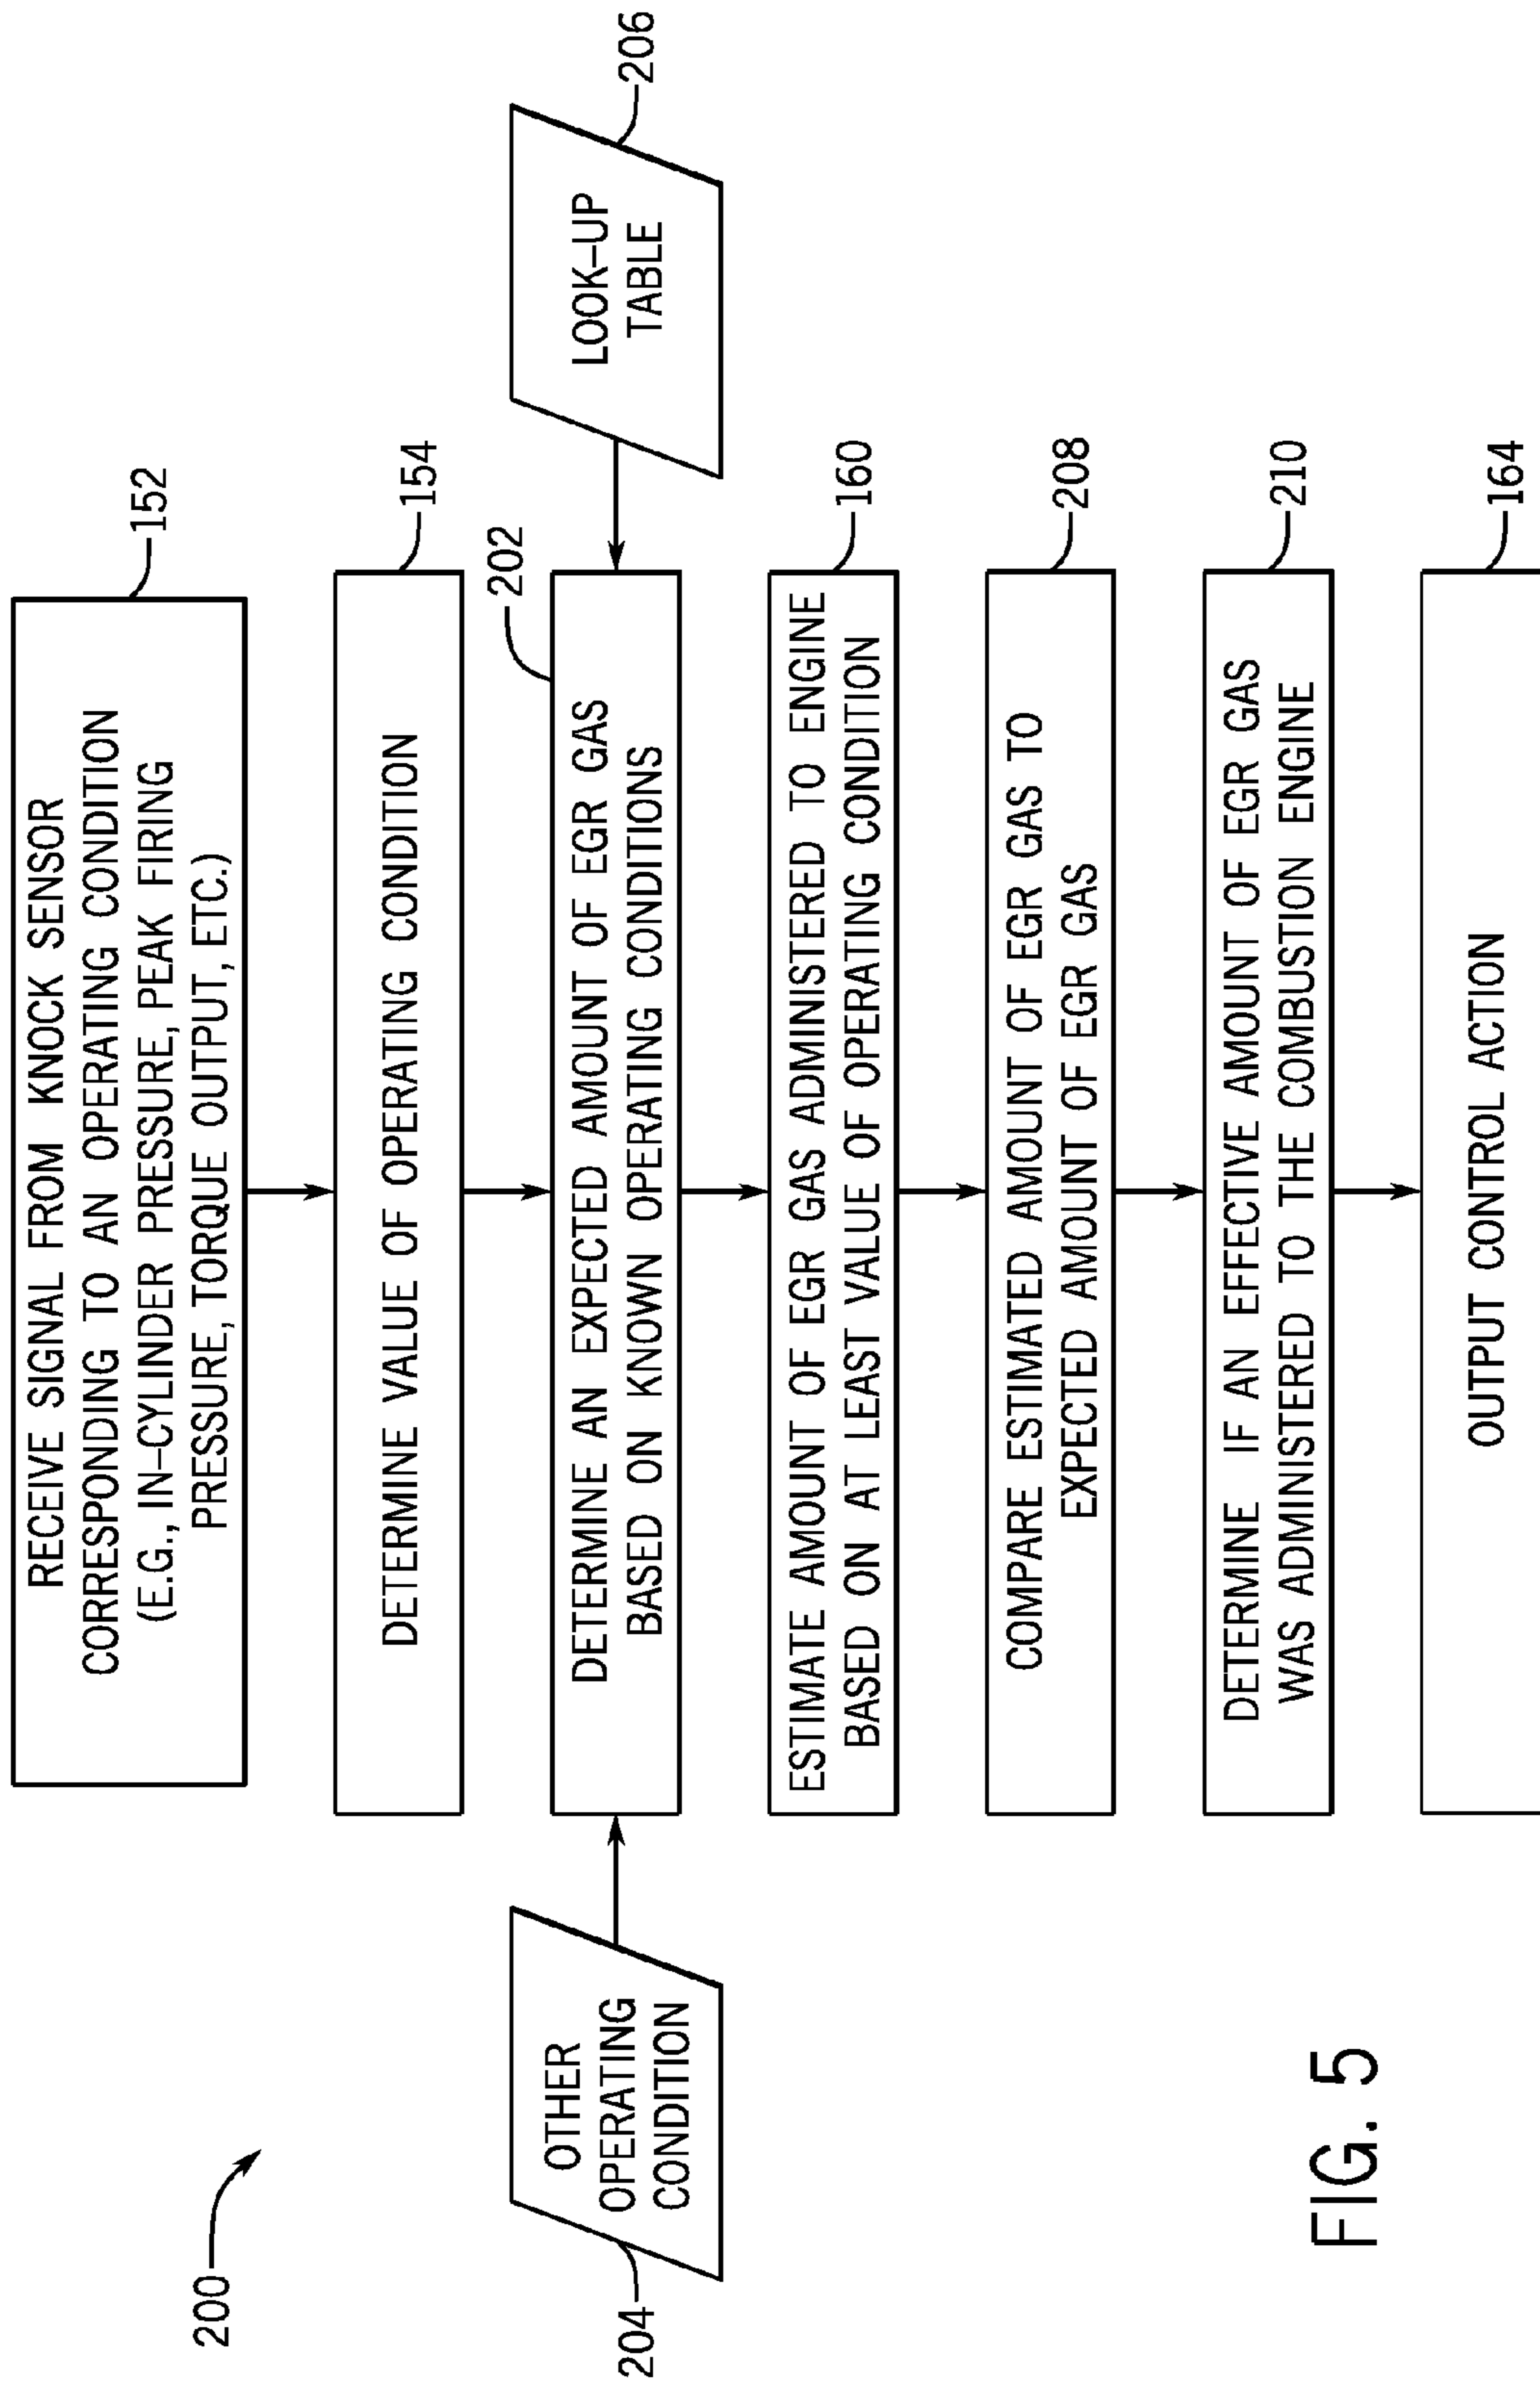 200
RECEIVE SIGNAL FROM KNOCK SENSOR
CORRESPONDING TO AN OPERATING CONDITION
(E.G., IN-CYLINDER PRESSURE, PEAK FIRING
PRESSURE, TORQUE OUTPUT, ETC.)
152
DETERMINE VALUE OF OPERATING CONDITION
154
OTHER
OPERATING
CONDITION
204
DETERMINE AN EXPECTED AMOUNT OF EGR GAS
BASED ON KNOWN OPERATING CONDITIONS
202
LOOK-UP
TABLE
206
ESTIMATE AMOUNT OF EGR GAS ADMINISTERED TO ENGINE
BASED ON AT LEAST VALUE OF OPERATING CONDITION
160
COMPARE ESTIMATED AMOUNT OF EGR GAS TO
EXPECTED AMOUNT OF EGR GAS
208
DETERMINE IF AN EFFECTIVE AMOUNT OF EGR GAS
WAS ADMINISTERED TO THE COMBUSTION ENGINE
210
OUTPUT CONTROL ACTION
164
FIG. 5